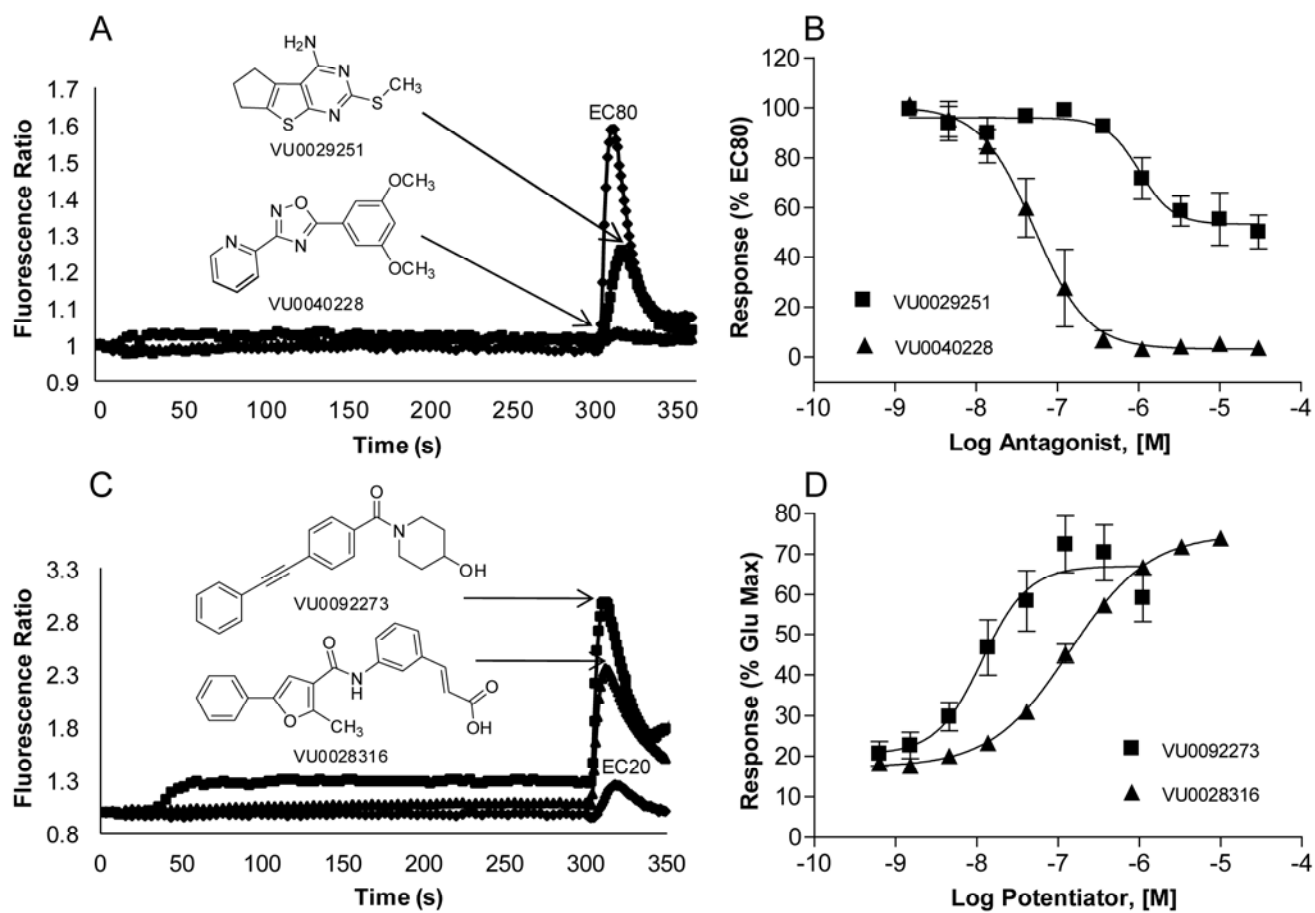 A
H₂N
N
N
S
S
CH₃
VU0029251
N
O
N
N
OCH₃
OCH₃
VU0040228
EC80
Fluorescence Ratio
1.7
1.6
1.5
1.4
1.3
1.2
1.1
1
0.9
0 50 100 150 200 250 300 350
Time (s)
B
Response (% EC80)
120
100
80
60
40
20
0
VU0029251
VU0040228
-10 -9 -8 -7 -6 -5 -4
Log Antagonist, [M]
C
O
N
OH
VU0092273
O
N
H
O
CH₃
O
OH
VU0028316
EC20
Fluorescence Ratio
3.3
2.8
2.3
1.8
1.3
0.8
0 50 100 150 200 250 300 350
Time (s)
D
Response (% Glu Max)
80
70
60
50
40
30
20
10
0
VU0092273
VU0028316
-10 -9 -8 -7 -6 -5 -4
Log Potentiator, [M]